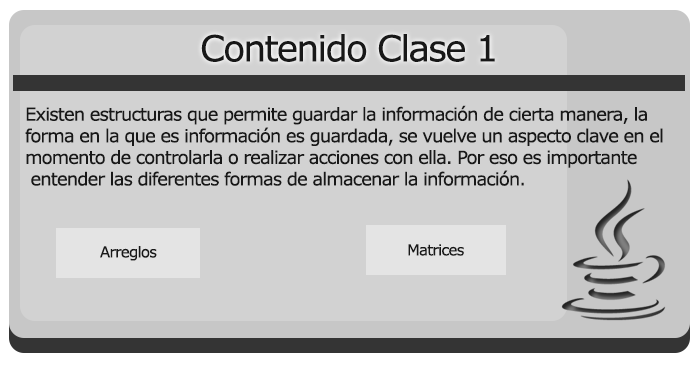 Contenido Clase 1
Existen estructuras que permite guardar la información de cierta manera, la
forma en la que es información es guardada, se vuelve un aspecto clave en el
momento de controlarla o realizar acciones con ella. Por eso es importante
entender las diferentes formas de almacenar la información.
Arreglos
Matrices